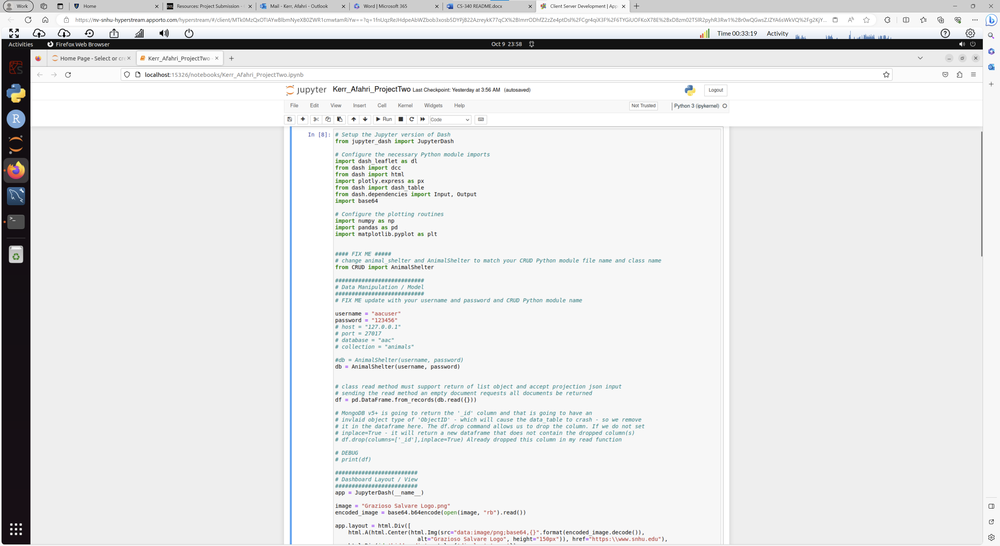 Work
Home
D2L Resources: Project Submission -
Mail - Kerr, Afahri - Outlook
Word | Microsoft 365
CS-340 README.docx
Client Server Development | App
Time 00:33:19 Activity
Activities Firefox Web Browser Oct 9 23:58
Home Page - Select or cre
Kerr_Afahri_ProjectTwo -
localhost:15326/notebooks/Kerr_Afahri_ProjectTwo.ipynb
jupyter Kerr_Afahri_ProjectTwo Last Checkpoint: Yesterday at 3:56 AM (autosaved) Logout
File Edit View Insert Cell Kernel Widgets Help Not Trusted Python 3 (ipykernel)
Run Code
In [8]: # Setup the Jupyter version of Dash
from jupyter_dash import JupyterDash
# Configure the necessary Python module imports
import dash_leaflet as dl
from dash import dcc
from dash import html
import plotly.express as px
from dash import dash_table
from dash.dependencies import Input, Output
import base64
# Configure the plotting routines
import numpy as np
import pandas as pd
import matplotlib.pyplot as plt
#### FIX ME #####
# change animal_shelter and AnimalShelter to match your CRUD Python module file name and class name
from CRUD import AnimalShelter
###########################
# Data Manipulation / Model
###########################
# FIX ME update with your username and password and CRUD Python module name
username = "aacuser"
password = "123456"
# host = "127.0.0.1"
# port = 27017
# database = "aac"
# collection = "animals"
#db = AnimalShelter(username, password)
db = AnimalShelter(username, password)
# class read method must support return of list object and accept projection json input
# sending the read method an empty document requests all documents be returned
df = pd.DataFrame.from_records(db.read({}))
# MongoDB v5+ is going to return the '_id' column and that is going to have an
# invlaid object type of 'ObjectID' - which will cause the data_table to crash - so we remove
# it in the dataframe here. The df.drop command allows us to drop the column. If we do not set
# inplace=True - it will return a new dataframe that does not contain the dropped column(s)
# df.drop(columns=['_id'],inplace=True) Already dropped this column in my read function
# DEBUG
# print(df)
#########################
# Dashboard Layout / View
#########################
app = JupyterDash(__name__)
image = "Grazioso Salvare Logo.png"
encoded_image = base64.b64encode(open(image, "rb").read())
app.layout = html.Div([
html.A(html.Center(html.Img(src="data:image/png;base64,{}".format(encoded_image.decode()),
alt="Grazioso Salvare Logo", height="150px")), href="https:\\www.snhu.edu"),